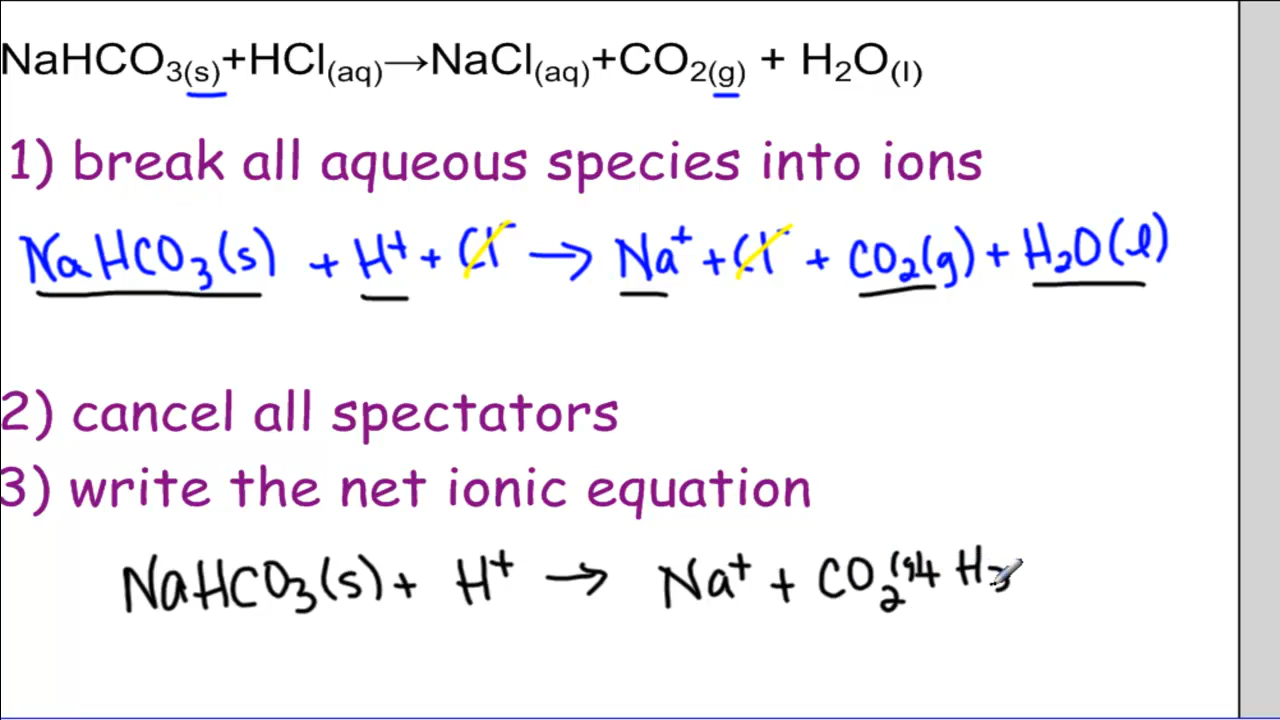 NaHCO₃(s)+HCl(aq)→NaCl(aq)+CO₂(g) + H₂O(l)
1) break all aqueous species into ions
NaHCO₃(s) + H⁺ + Cl⁻ → Na⁺ + Cl⁻ + CO₂(g) + H₂O(l)
2) cancel all spectators
3) write the net ionic equation
NaHCO₃(s) + H⁺ → Na⁺ + CO₂(g)+ H₂